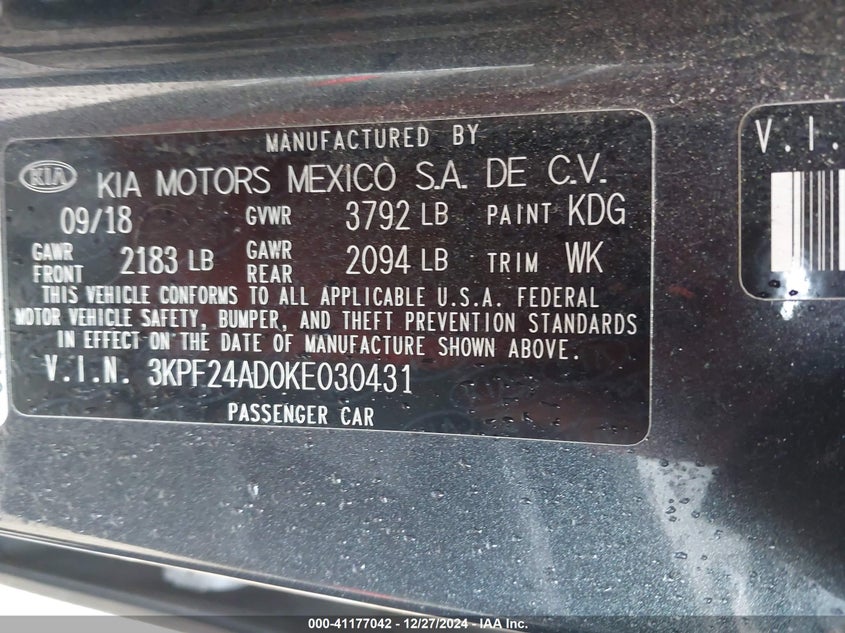 MANUFACTURED BY
KIA KIA MOTORS MEXICO S.A. DE C.V.
09/18 GVWR 3792 LB PAINT KDG
GAWR FRONT 2183 LB GAWR REAR 2094 LB TRIM WK
THIS VEHICLE CONFORMS TO ALL APPLICABLE U.S.A. FEDERAL
MOTOR VEHICLE SAFETY, BUMPER, AND THEFT PREVENTION STANDARDS
IN EFFECT ON THE DATE OF MANUFACTURE SHOWN ABOVE.
V.I.N. 3KPF24AD0KE030431
PASSENGER CAR
V.I.
000-41177042 - 12/27/2024 - IAA Inc.